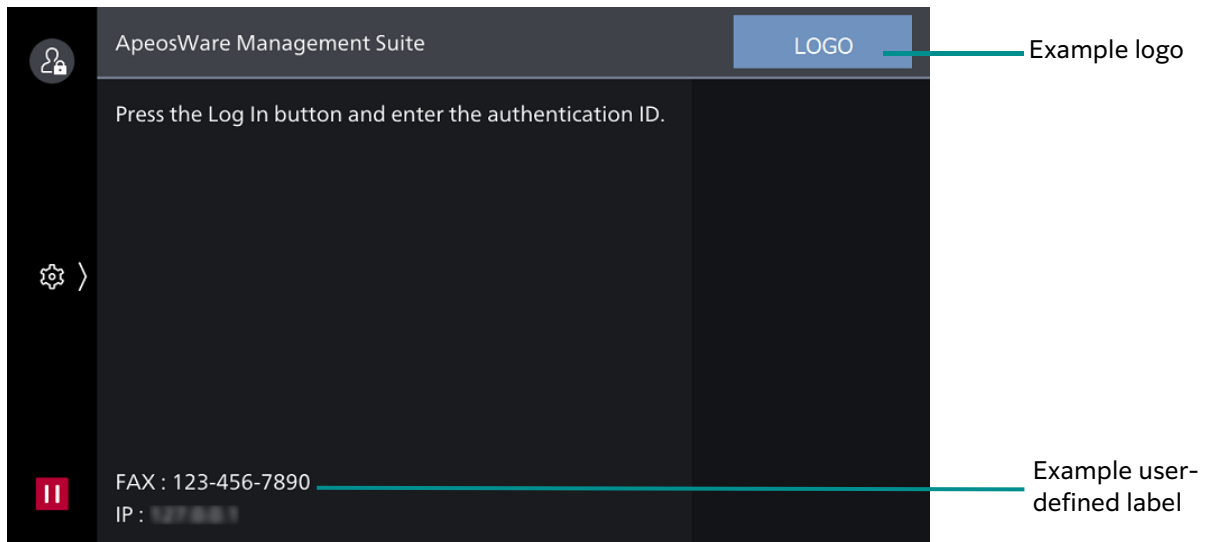 ApeosWare Management Suite
LOGO
Example logo
Press the Log In button and enter the authentication ID.
FAX : 123-456-7890
IP :
Example user-
defined label